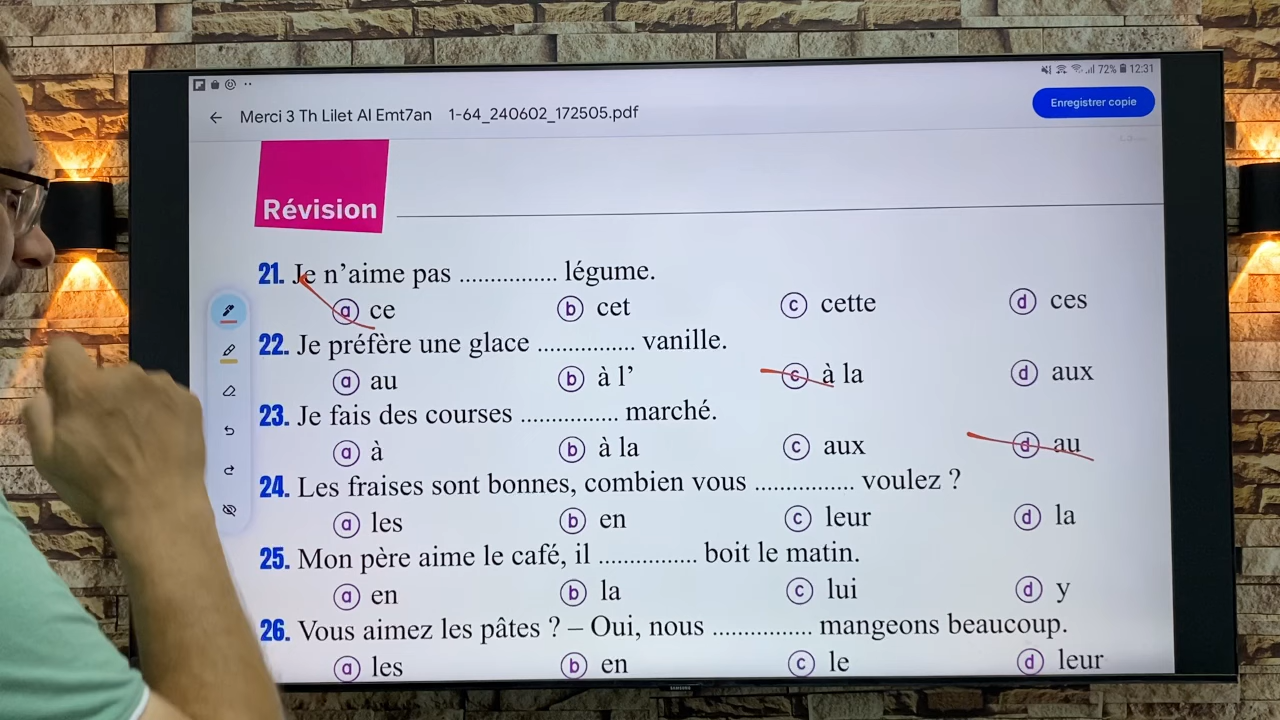 72% 12:31
Merci 3 Th Lilet Al Emt7an 1-64_240602_172505.pdf
Enregistrer copie
Révision
21. Je n'aime pas ................ légume.
a ce b cet c cette d ces
22. Je préfère une glace ................ vanille.
a au b à l' c à la d aux
23. Je fais des courses ................ marché.
a à b à la c aux d au
24. Les fraises sont bonnes, combien vous ................ voulez ?
a les b en c leur d la
25. Mon père aime le café, il ................ boit le matin.
a en b la c lui d y
26. Vous aimez les pâtes ? – Oui, nous ................ mangeons beaucoup.
a les b en c le d leur
SAMSUNG